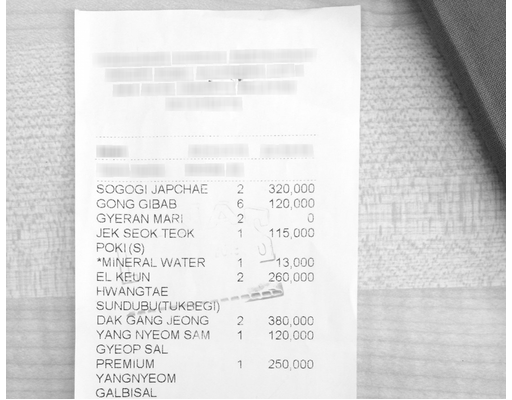 SOGOGI JAPCHAE 2 320,000
GONG GIBAB 6 120,000
GYERAN MARI 2 0
JEK SEOK TEOK 1 115,000
POKI(S)
*MINERAL WATER 1 13,000
EL KEUN 2 260,000
HWANGTAE
SUNDUBU(TUKBEGI)
DAK GANG JEONG 2 380,000
YANG NYEOM SAM 1 120,000
GYEOP SAL
PREMIUM 1 250,000
YANGNYEOM
GALBISAL